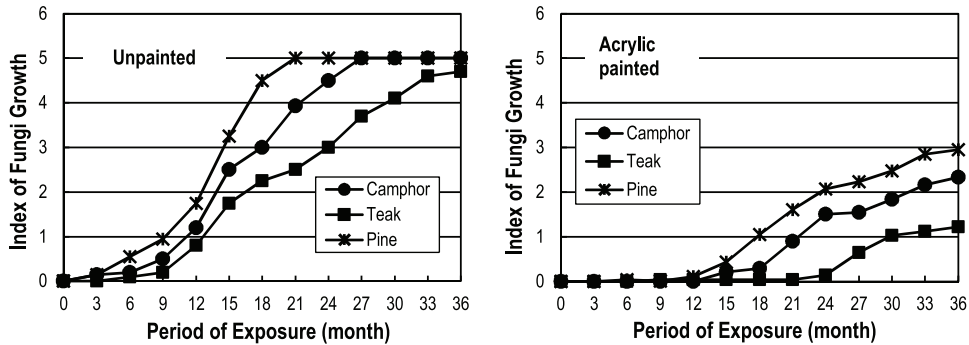 Index of Fungi Growth
6
5
4
3
2
1
0
Unpainted
Camphor
Teak
Pine
0 3 6 9 12 15 18 21 24 27 30 33 36
Period of Exposure (month)
Index of Fungi Growth
6
5
4
3
2
1
0
Acrylic
painted
Camphor
Teak
Pine
0 3 6 9 12 15 18 21 24 27 30 33 36
Period of Exposure (month)